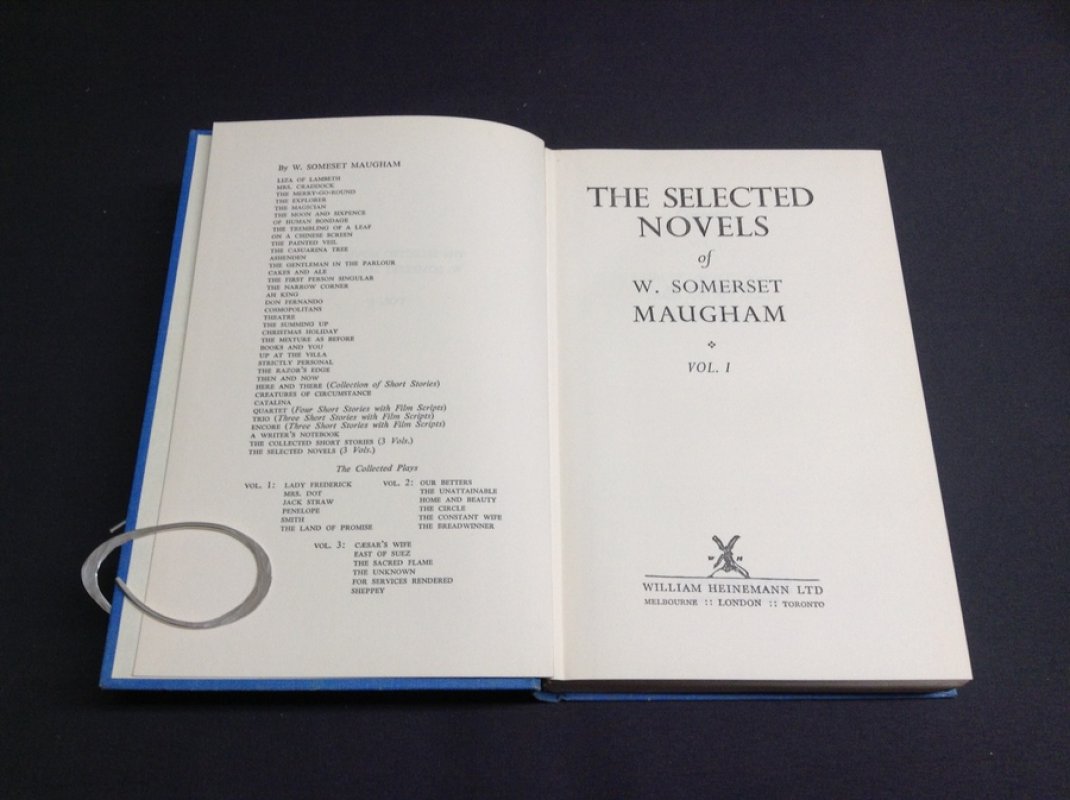 By W. SOMESET MAUGHAM
LIZA OF LAMBETH
MRS. CRADDOCK
THE MERRY-GO-ROUND
THE EXPLORER
THE MAGICIAN
THE MOON AND SIXPENCE
OF HUMAN BONDAGE
THE TREMBLING OF A LEAF
ON A CHINESE SCREEN
THE PAINTED VEIL
THE CASUARINA TREE
ASHENDEN
THE GENTLEMAN IN THE PARLOUR
CAKES AND ALE
THE FIRST PERSON SINGULAR
THE NARROW CORNER
AH KING
DON FERNANDO
COSMOPOLITANS
THEATRE
THE SUMMING UP
CHRISTMAS HOLIDAY
THE MIXTURE AS BEFORE
BOOKS AND YOU
UP AT THE VILLA
STRICTLY PERSONAL
THE RAZOR'S EDGE
THEN AND NOW
HERE AND THERE (Collection of Short Stories)
CREATURES OF CIRCUMSTANCE
CATALINA
QUARTET (Four Short Stories with Film Scripts)
TRIO (Three Short Stories with Film Scripts)
ENCORE (Three Short Stories with Film Scripts)
A WRITER'S NOTEBOOK
THE COLLECTED SHORT STORIES (3 Vols.)
THE SELECTED NOVELS (3 Vols.)
The Collected Plays
VOL. 1: LADY FREDERICK
MRS. DOT
JACK STRAW
PENELOPE
SMITH
THE LAND OF PROMISE
VOL. 2: OUR BETTERS
THE UNATTAINABLE
HOME AND BEAUTY
THE CIRCLE
THE CONSTANT WIFE
THE BREADWINNER
VOL. 3: CÆSAR'S WIFE
EAST OF SUEZ
THE SACRED FLAME
THE UNKNOWN
FOR SERVICES RENDERED
SHEPPEY
THE SELECTED
NOVELS
of
W. SOMERSET
MAUGHAM
VOL. I
W H
WILLIAM HEINEMANN LTD
MELBOURNE :: LONDON :: TORONTO